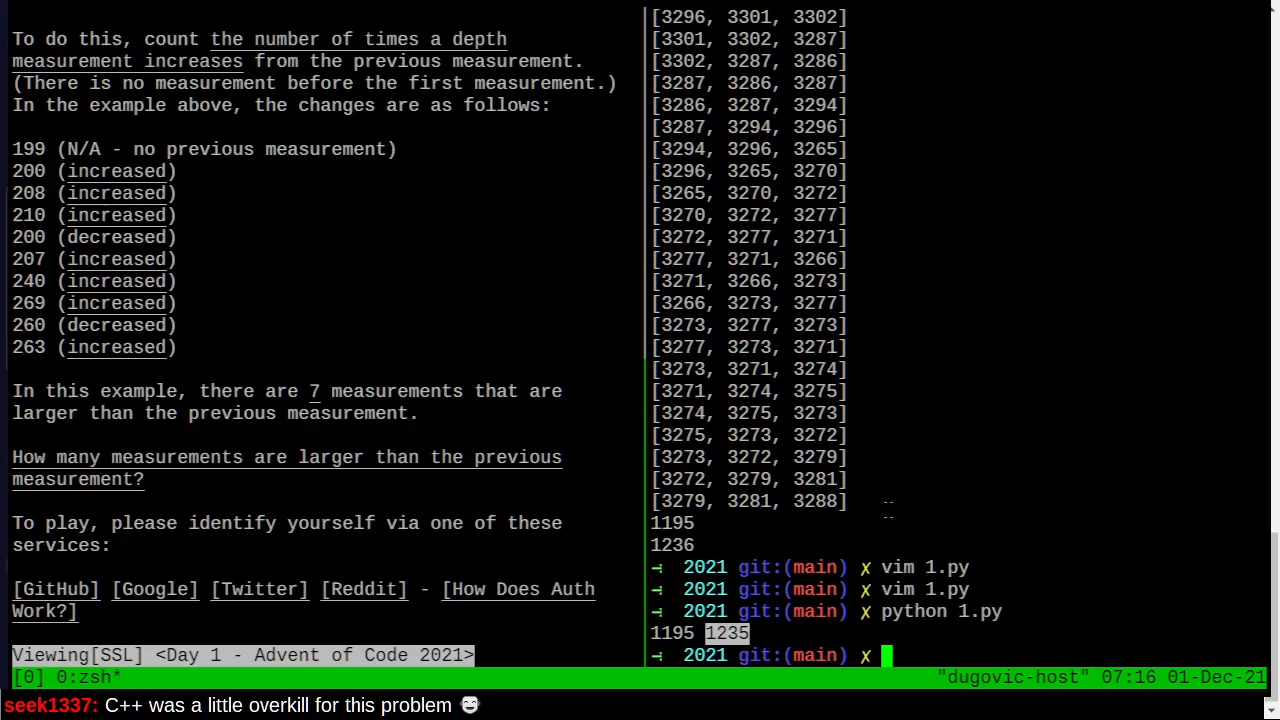 To do this, count the number of times a depth
measurement increases from the previous measurement.
(There is no measurement before the first measurement.)
In the example above, the changes are as follows:
199 (N/A - no previous measurement)
200 (increased)
208 (increased)
210 (increased)
200 (decreased)
207 (increased)
240 (increased)
269 (increased)
260 (decreased)
263 (increased)
In this example, there are 7 measurements that are
larger than the previous measurement.
How many measurements are larger than the previous
measurement?
To play, please identify yourself via one of these
services:
[GitHub] [Google] [Twitter] [Reddit] - [How Does Auth
Work?]
Viewing[SSL] <Day 1 - Advent of Code 2021>
[3296, 3301, 3302]
[3301, 3302, 3287]
[3302, 3287, 3286]
[3287, 3286, 3287]
[3286, 3287, 3294]
[3287, 3294, 3296]
[3294, 3296, 3265]
[3296, 3265, 3270]
[3265, 3270, 3272]
[3270, 3272, 3277]
[3272, 3277, 3271]
[3277, 3271, 3266]
[3271, 3266, 3273]
[3266, 3273, 3277]
[3273, 3277, 3273]
[3277, 3273, 3271]
[3273, 3271, 3274]
[3271, 3274, 3275]
[3274, 3275, 3273]
[3275, 3273, 3272]
[3273, 3272, 3279]
[3272, 3279, 3281]
[3279, 3281, 3288]
1195
1236
→ 2021 git:(main) ✗ vim 1.py
→ 2021 git:(main) ✗ vim 1.py
→ 2021 git:(main) ✗ python 1.py
1195 1235
→ 2021 git:(main) ✗
[0] 0:zsh* "dugovic-host" 07:16 01-Dec-21
seek1337: C++ was a little overkill for this problem